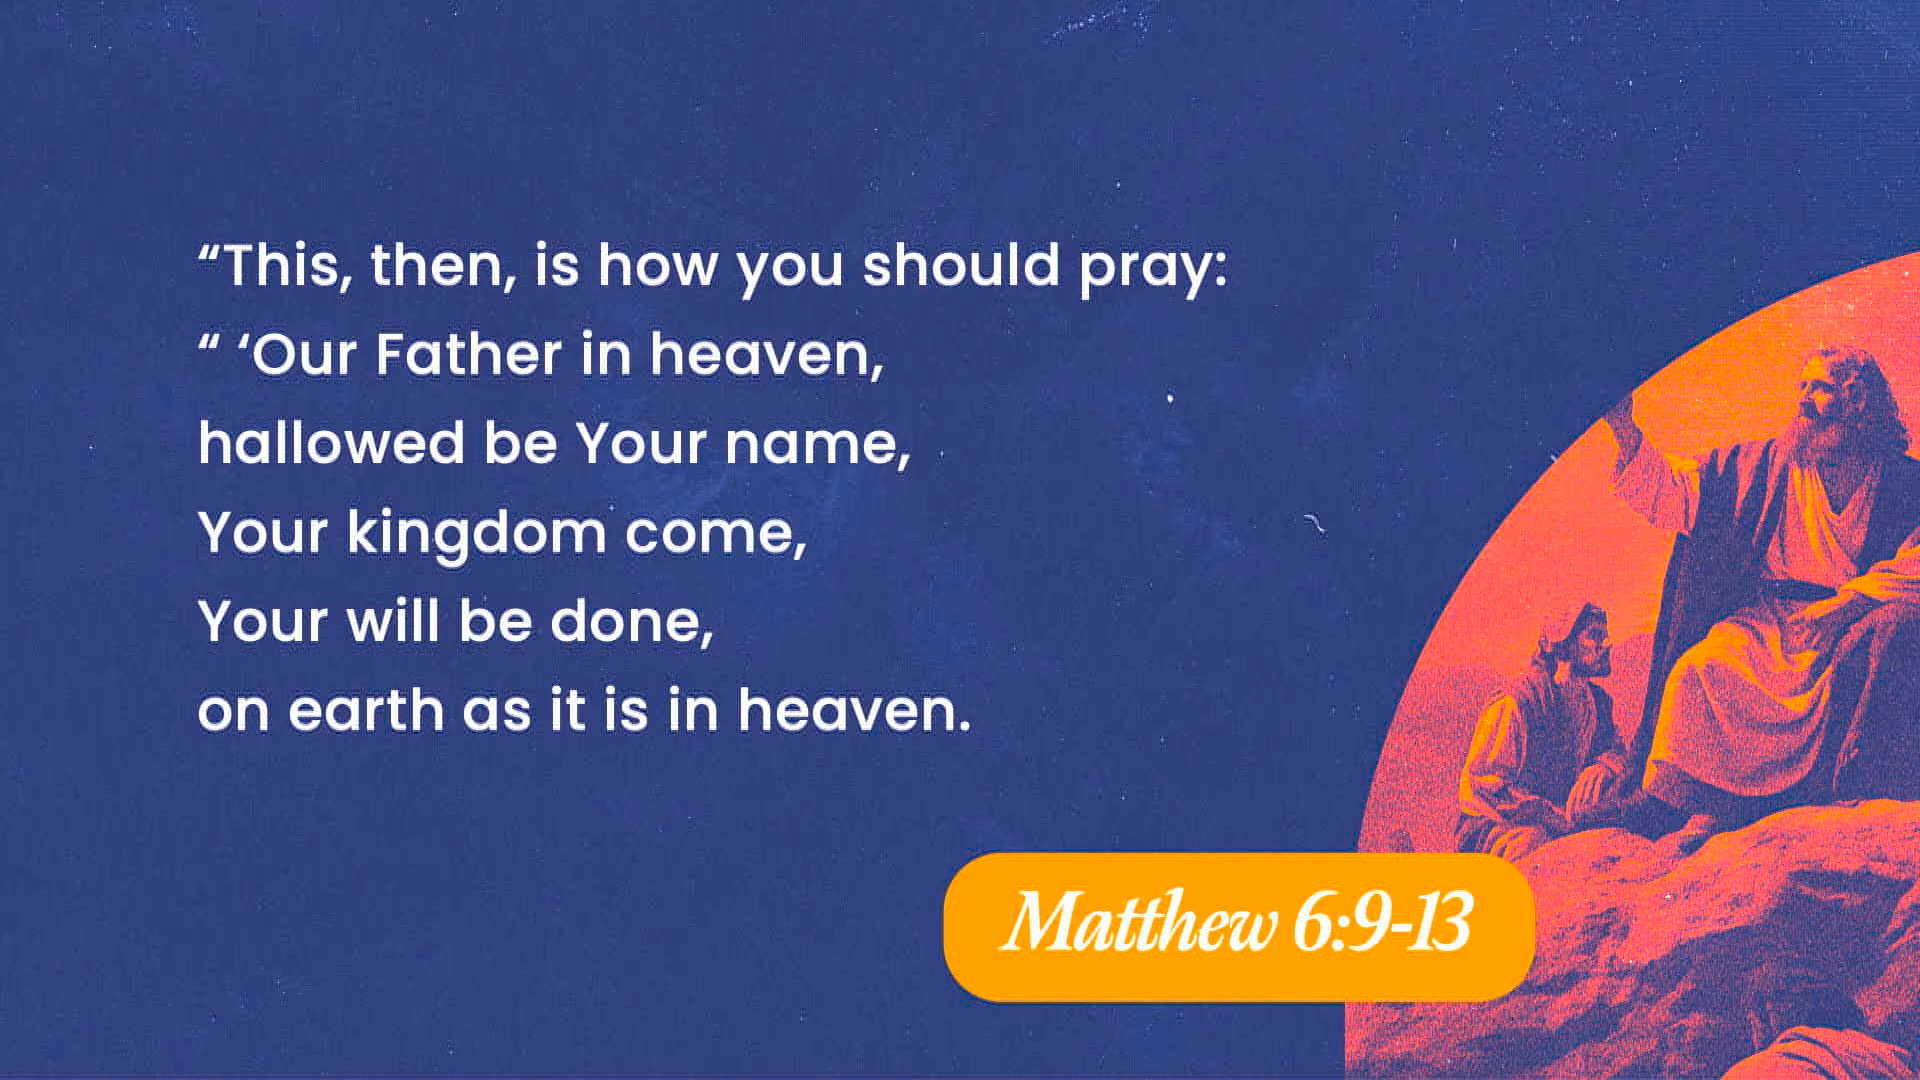 “This, then, is how you should pray:
“ ‘Our Father in heaven,
hallowed be Your name,
Your kingdom come,
Your will be done,
on earth as it is in heaven.
Matthew 6:9-13